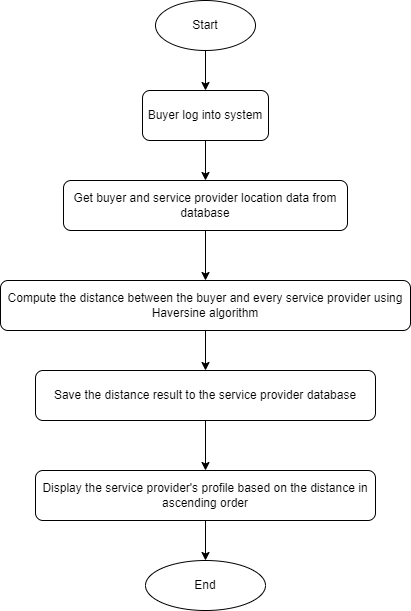 Start
Buyer log into system
Get buyer and service provider location data from
database
Compute the distance between the buyer and every service provider using
Haversine algorithm
Save the distance result to the service provider database
Display the service provider's profile based on the distance in
ascending order
End